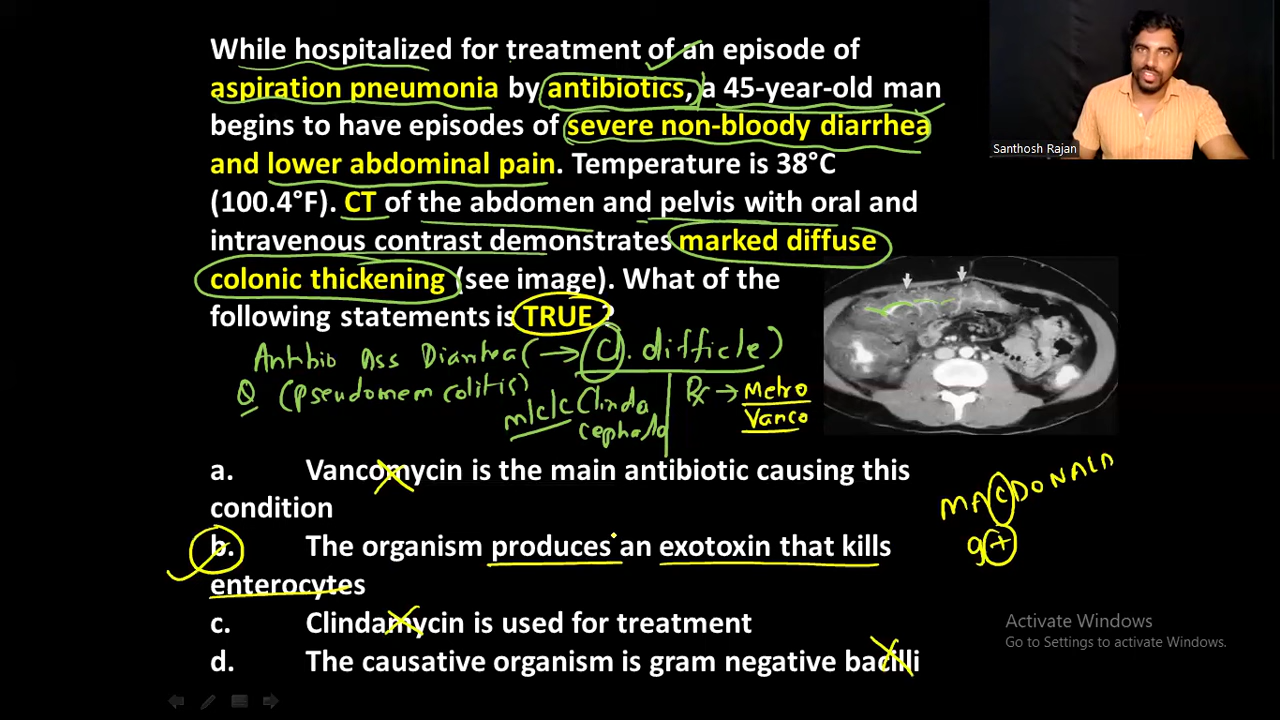 While hospitalized for treatment of an episode of
aspiration pneumonia by antibiotics, a 45-year-old man
begins to have episodes of severe non-bloody diarrhea
and lower abdominal pain. Temperature is 38°C
(100.4°F). CT of the abdomen and pelvis with oral and
intravenous contrast demonstrates marked diffuse
colonic thickening (see image). What of the
following statements is TRUE ?
Antibio Ass Diarrhea ( → Cl. difficle )
Q (pseudomem colitis)
m/c/c Clinda
cephalo
Rx → Metro
Vanco
a. Vancomycin is the main antibiotic causing this
condition
b. The organism produces an exotoxin that kills
enterocytes
c. Clindamycin is used for treatment
d. The causative organism is gram negative bacilli
MACDONALD
g+
Santhosh Rajan
Activate Windows
Go to Settings to activate Windows.